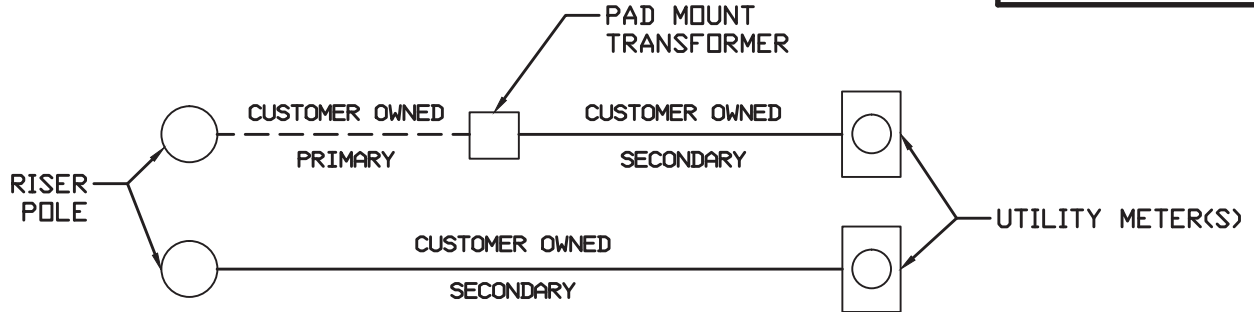 PAD MOUNT
TRANSFORMER
CUSTOMER OWNED
CUSTOMER OWNED
PRIMARY
SECONDARY
RISER
POLE
UTILITY METER(S)
CUSTOMER OWNED
SECONDARY